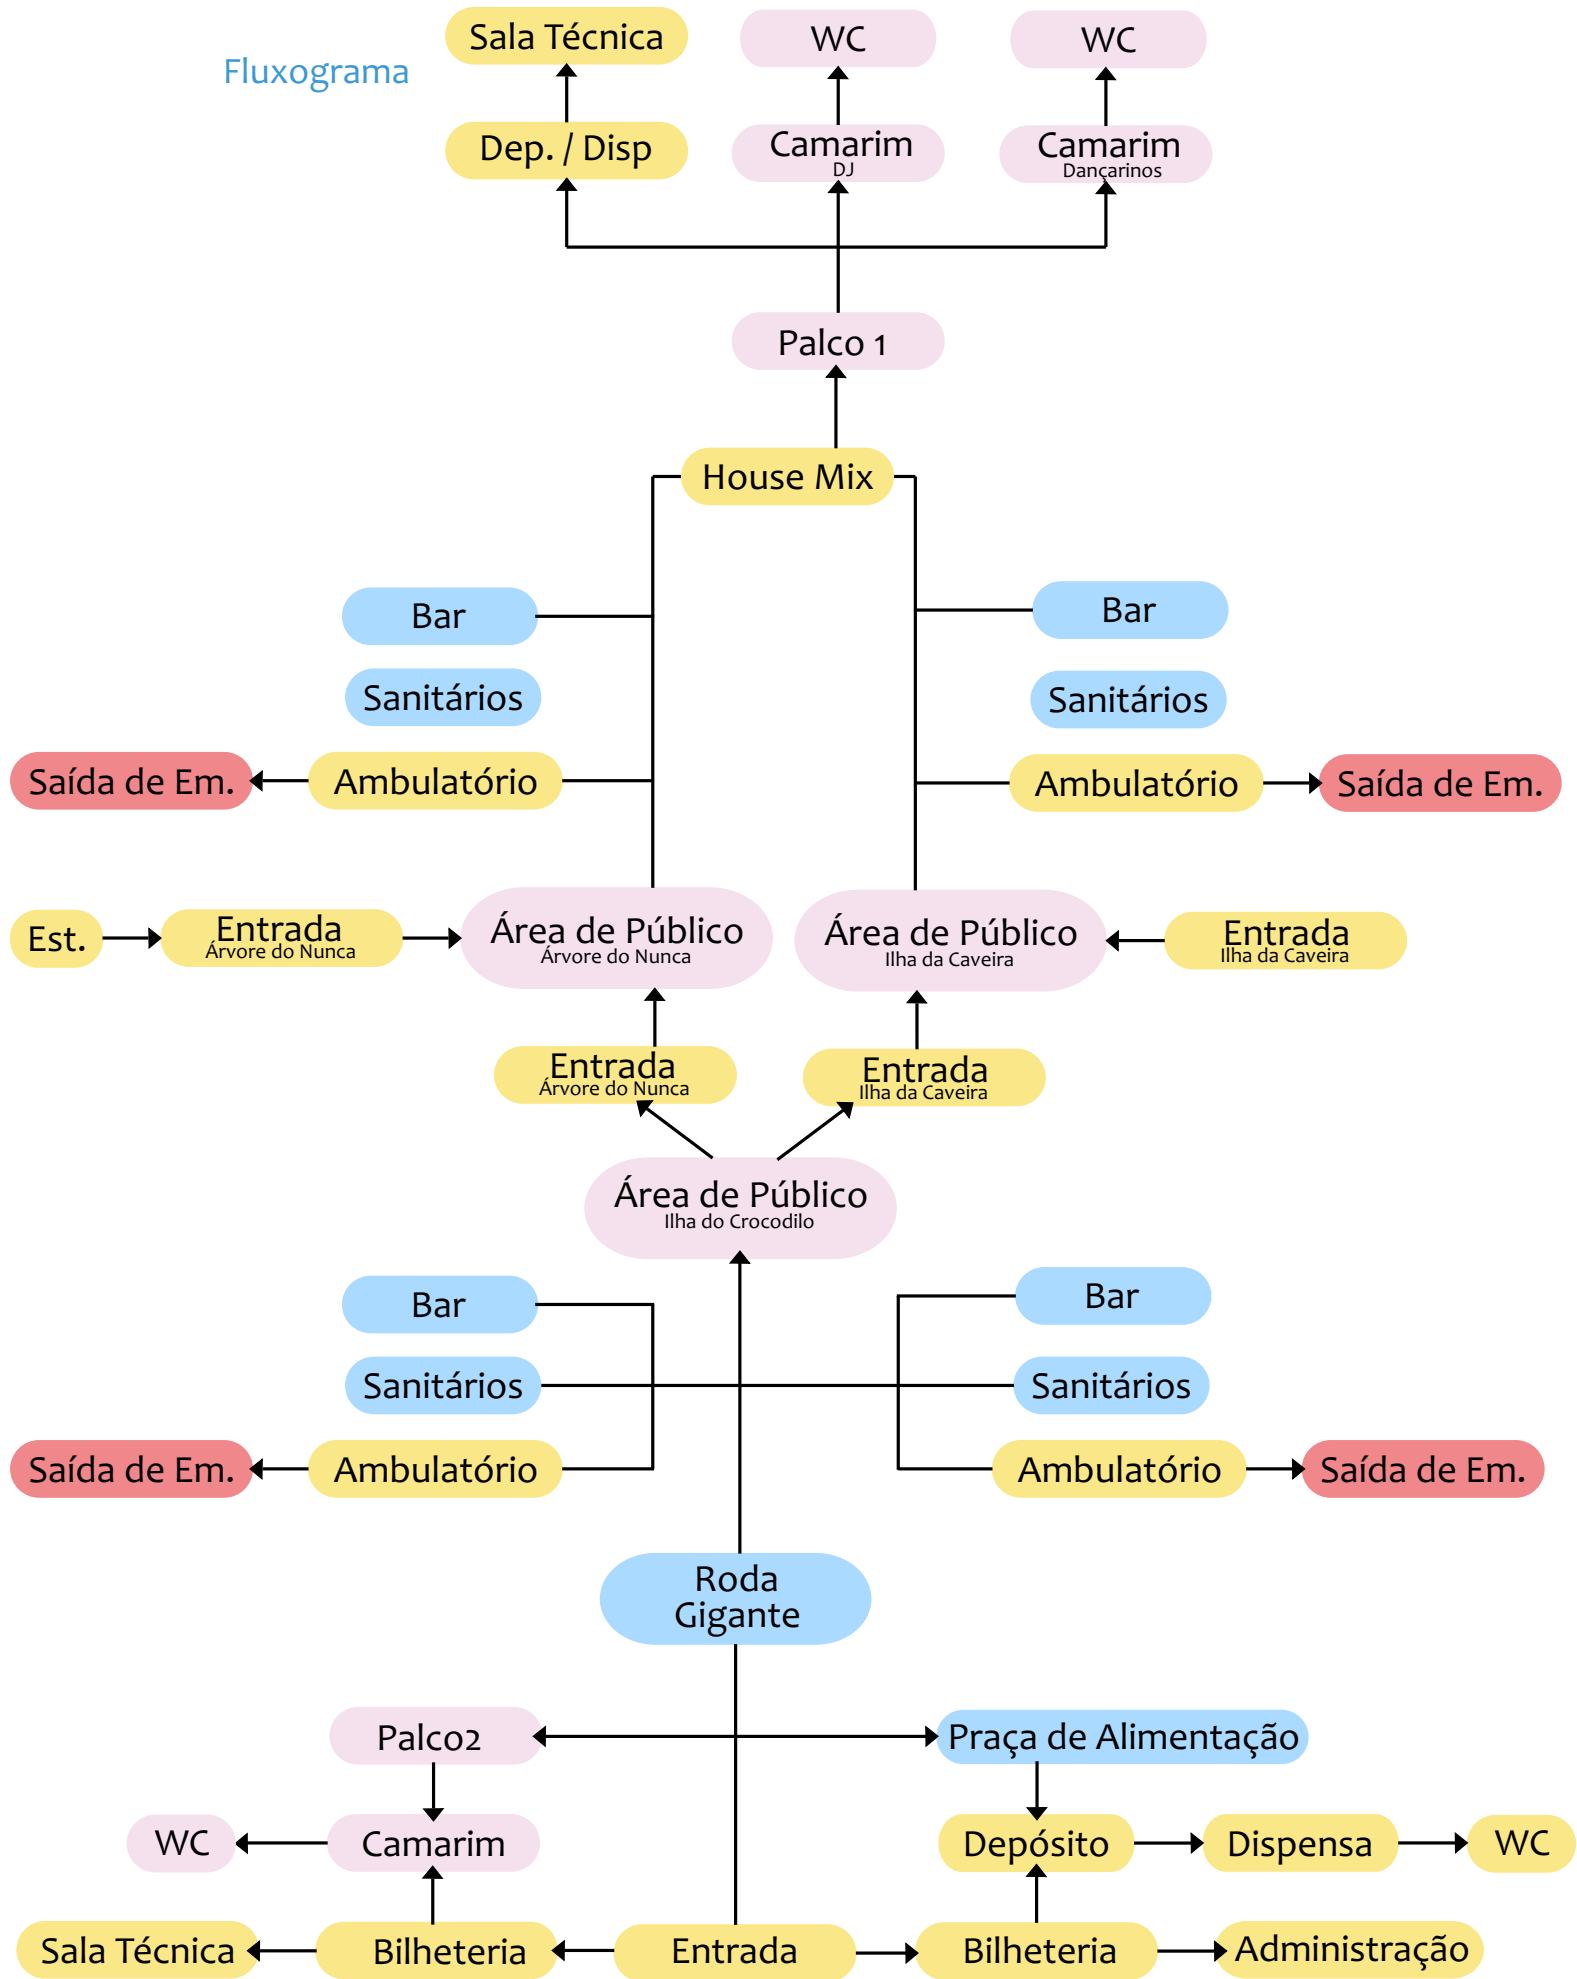 Fluxograma
Sala Técnica
WC
WC
Dep. / Disp
Camarim
DJ
Camarim
Dançarinos
Palco 1
House Mix
Bar
Bar
Sanitários
Sanitários
Saída de Em.
Ambulatório
Ambulatório
Saída de Em.
Est.
Entrada
Árvore do Nunca
Área de Público
Árvore do Nunca
Área de Público
Ilha da Caveira
Entrada
Ilha da Caveira
Entrada
Árvore do Nunca
Entrada
Ilha da Caveira
Área de Público
Ilha do Crocodilo
Bar
Bar
Sanitários
Sanitários
Saída de Em.
Ambulatório
Ambulatório
Saída de Em.
Roda
Gigante
Palco2
Praça de Alimentação
WC
Camarim
Depósito
Dispensa
WC
Sala Técnica
Bilheteria
Entrada
Bilheteria
Administração